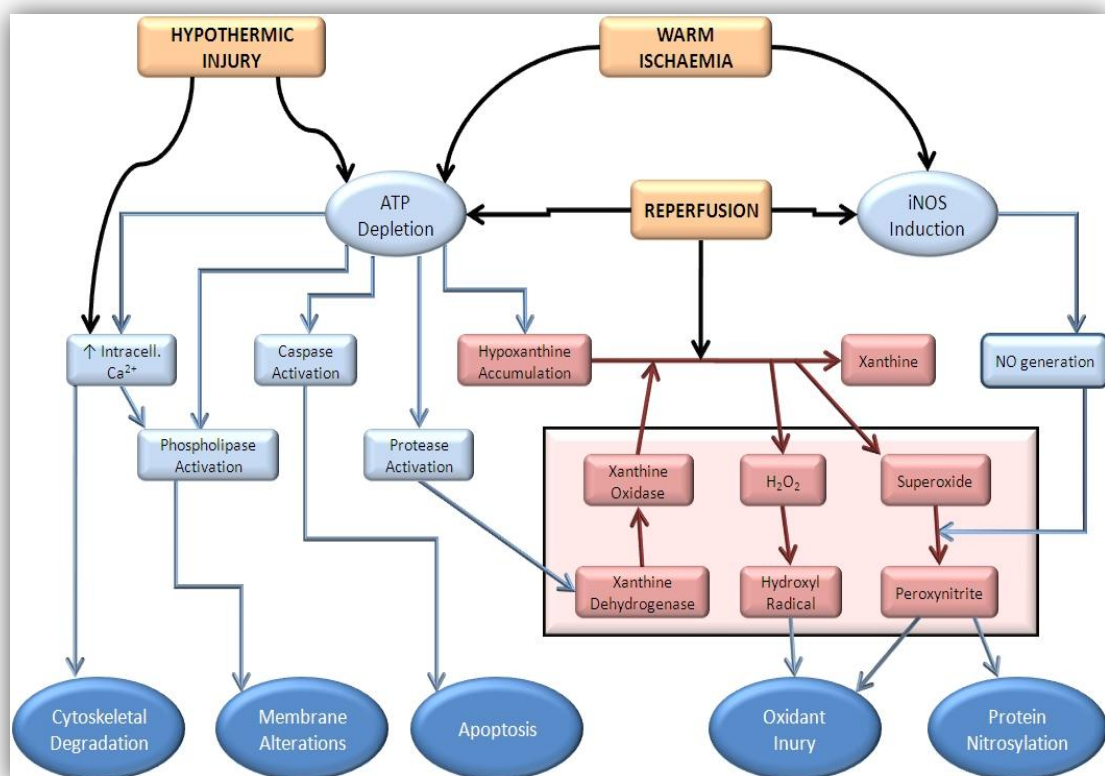 HYPOTHERMIC
INJURY
WARM
ISCHAEMIA
ATP
Depletion
REPERFUSION
iNOS
Induction
↑ Intracell.
Ca²⁺
Caspase
Activation
Hypoxanthine
Accumulation
Xanthine
NO generation
Phospholipase
Activation
Protease
Activation
Xanthine
Oxidase
H₂O₂
Superoxide
Xanthine
Dehydrogenase
Hydroxyl
Radical
Peroxynitrite
Cytoskeletal
Degradation
Membrane
Alterations
Apoptosis
Oxidant
Inury
Protein
Nitrosylation